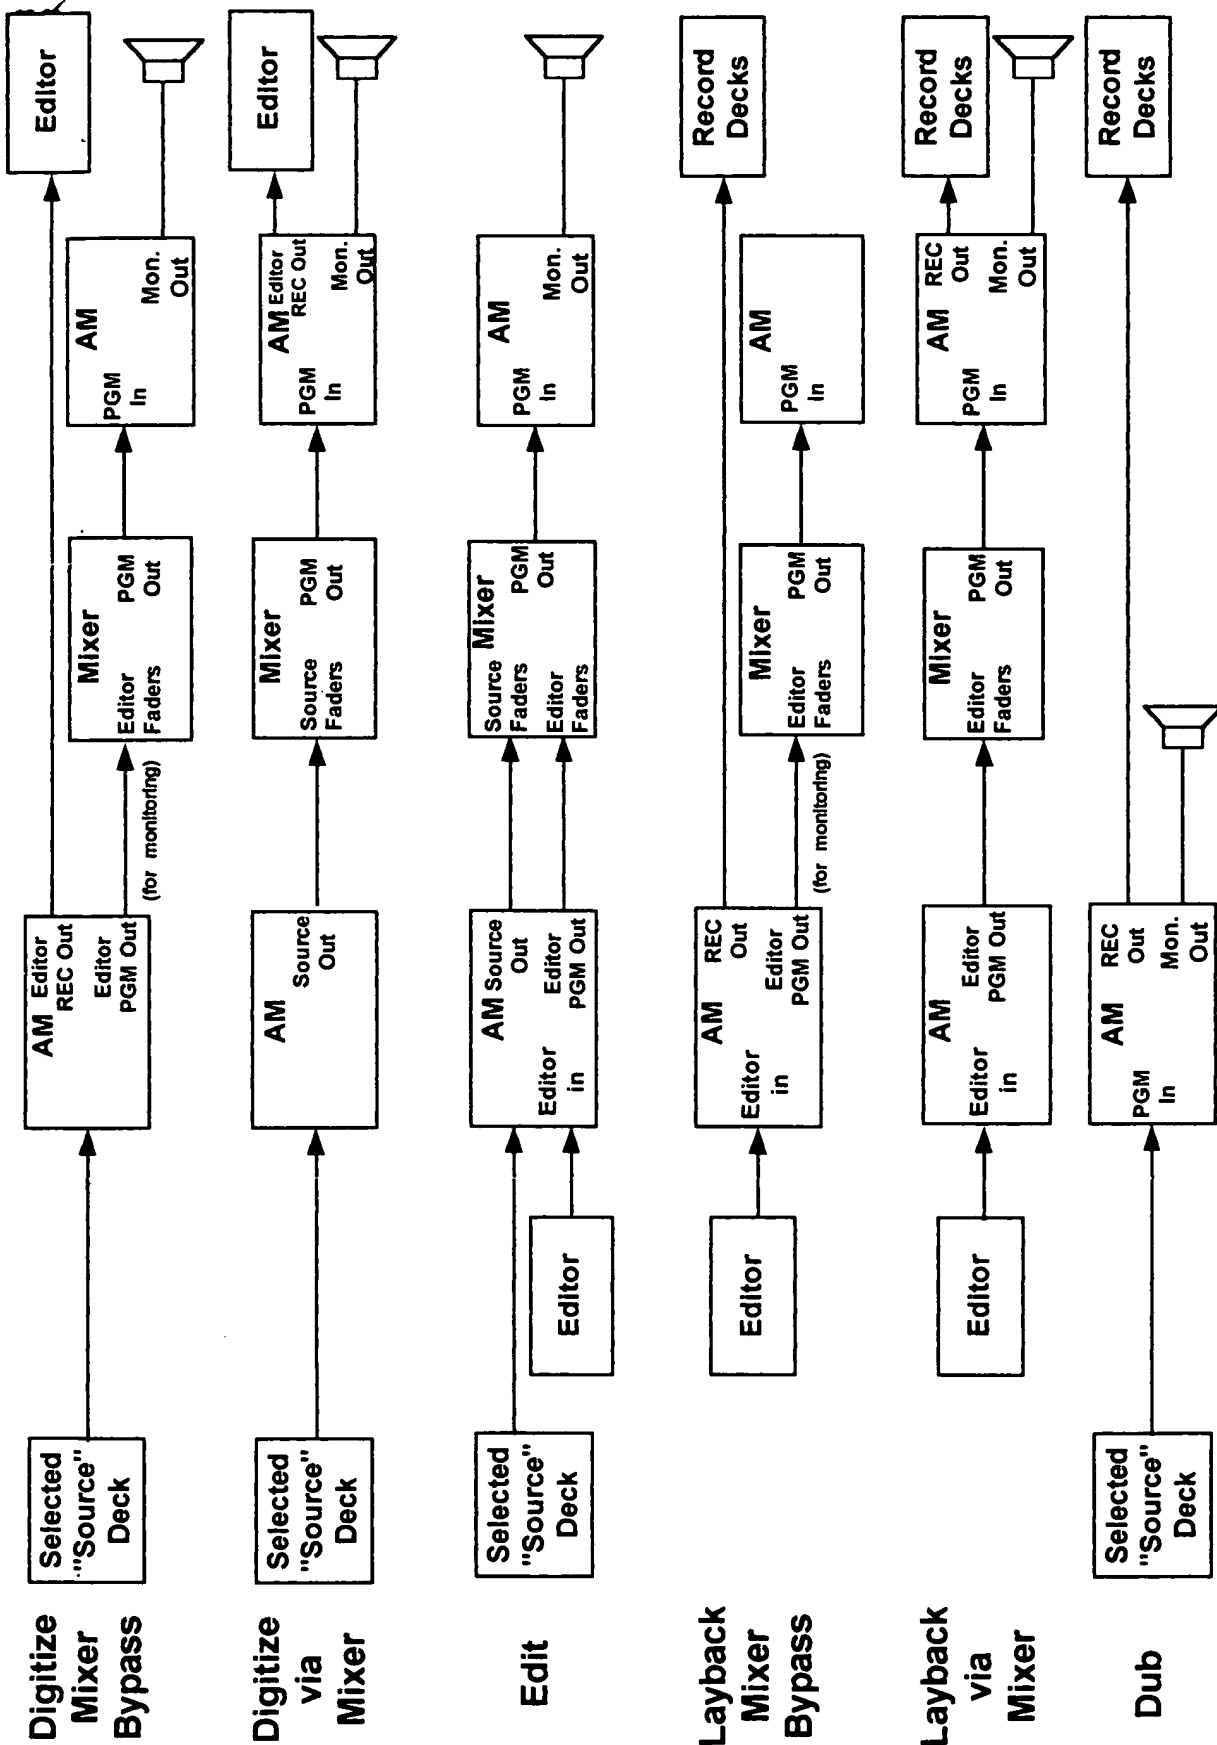 Digitize
Mixer
Bypass
Selected
"Source"
Deck
AM
Editor
REC Out
Editor
PGM Out
(for monitoring)
Mixer
Editor
Faders
PGM
Out
AM
PGM
In
Mon.
Out
Editor
Digitize
via
Mixer
Selected
"Source"
Deck
AM
Source
Out
Mixer
Source
Faders
PGM
Out
AM
PGM
In
Editor
REC Out
Mon.
Out
Editor
Edit
Selected
"Source"
Deck
Editor
AM
Editor
in
Source
Out
Editor
PGM Out
Mixer
Source
Faders
Editor
Faders
PGM
Out
AM
PGM
In
Mon.
Out
Layback
Mixer
Bypass
Editor
AM
Editor
in
REC
Out
Editor
PGM Out
(for monitoring)
Mixer
Editor
Faders
PGM
Out
AM
PGM
In
Record
Decks
Layback
via
Mixer
Editor
AM
Editor
in
Editor
PGM Out
Mixer
Editor
Faders
PGM
Out
AM
PGM
In
REC
Out
Mon.
Out
Record
Decks
Dub
Selected
"Source"
Deck
AM
PGM
In
REC
Out
Mon.
Out
Record
Decks